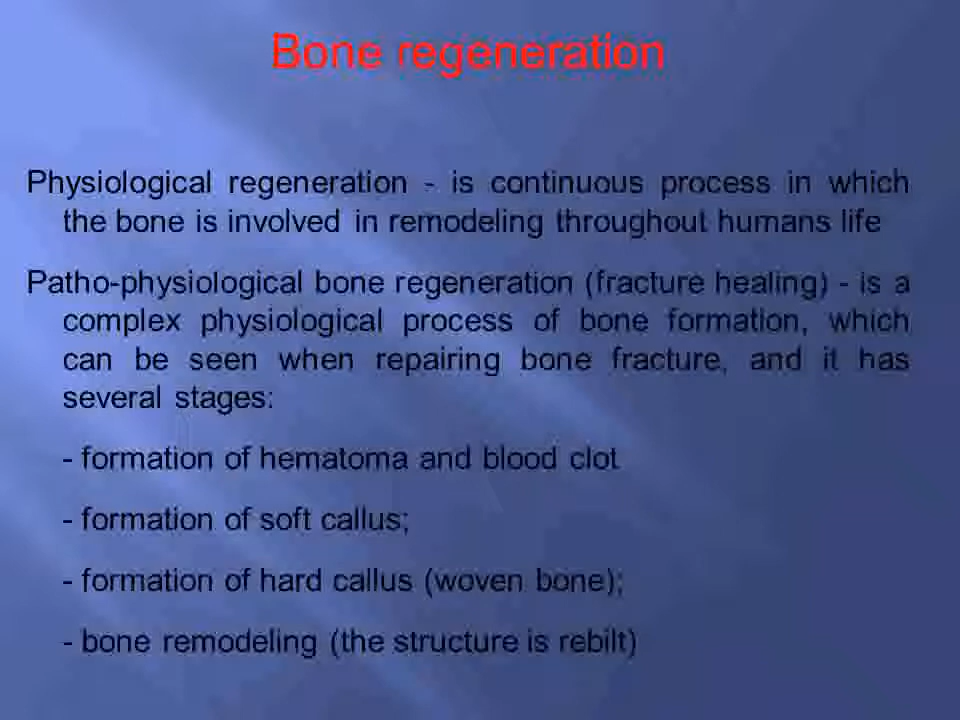 Bone regeneration
Physiological regeneration - is continuous process in which
the bone is involved in remodeling throughout humans life
Patho-physiological bone regeneration (fracture healing) - is a
complex physiological process of bone formation, which
can be seen when repairing bone fracture, and it has
several stages:
- formation of hematoma and blood clot
- formation of soft callus;
- formation of hard callus (woven bone);
- bone remodeling (the structure is rebilt)